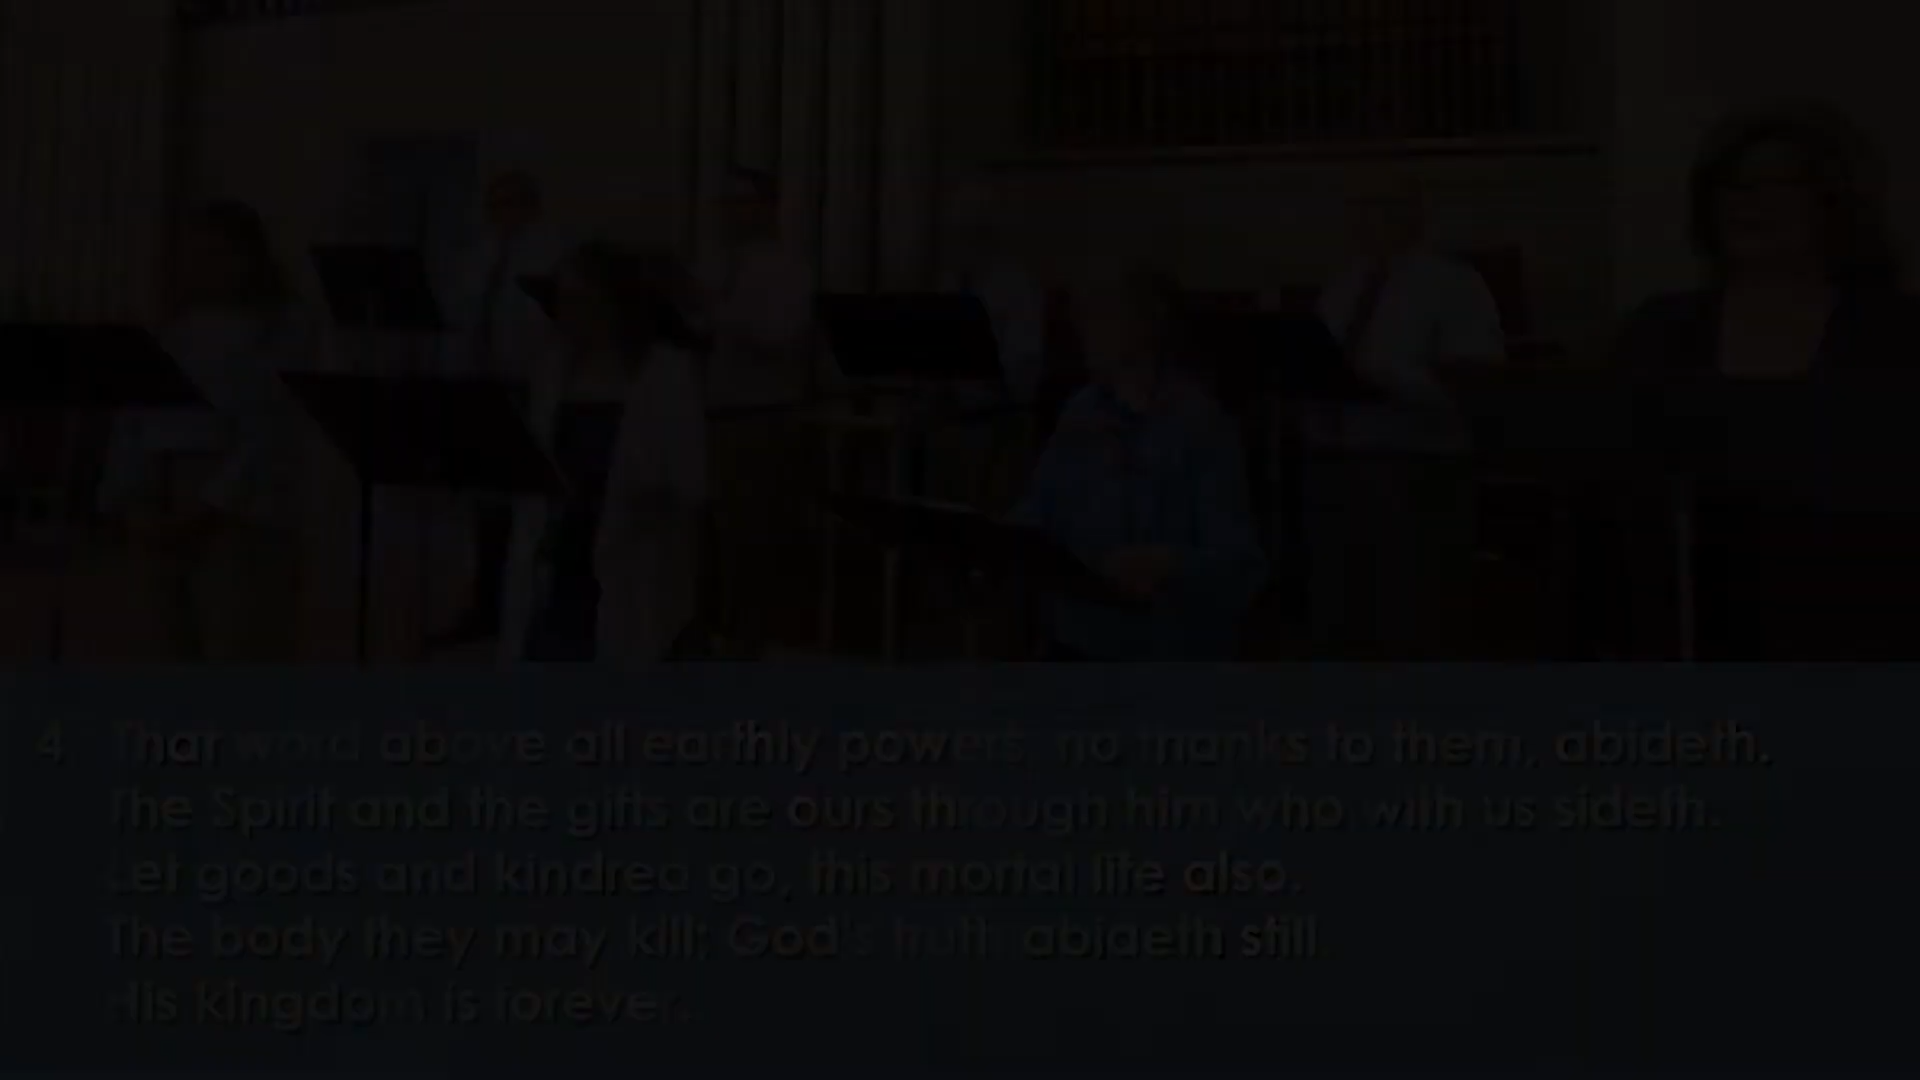 4. That word above all earthly powers, no thanks to them, abideth.
The Spirit and the gifts are ours through him who with us sideth.
Let goods and kindred go, this mortal life also.
The body they may kill; God's truth abideth still.
His kingdom is forever.